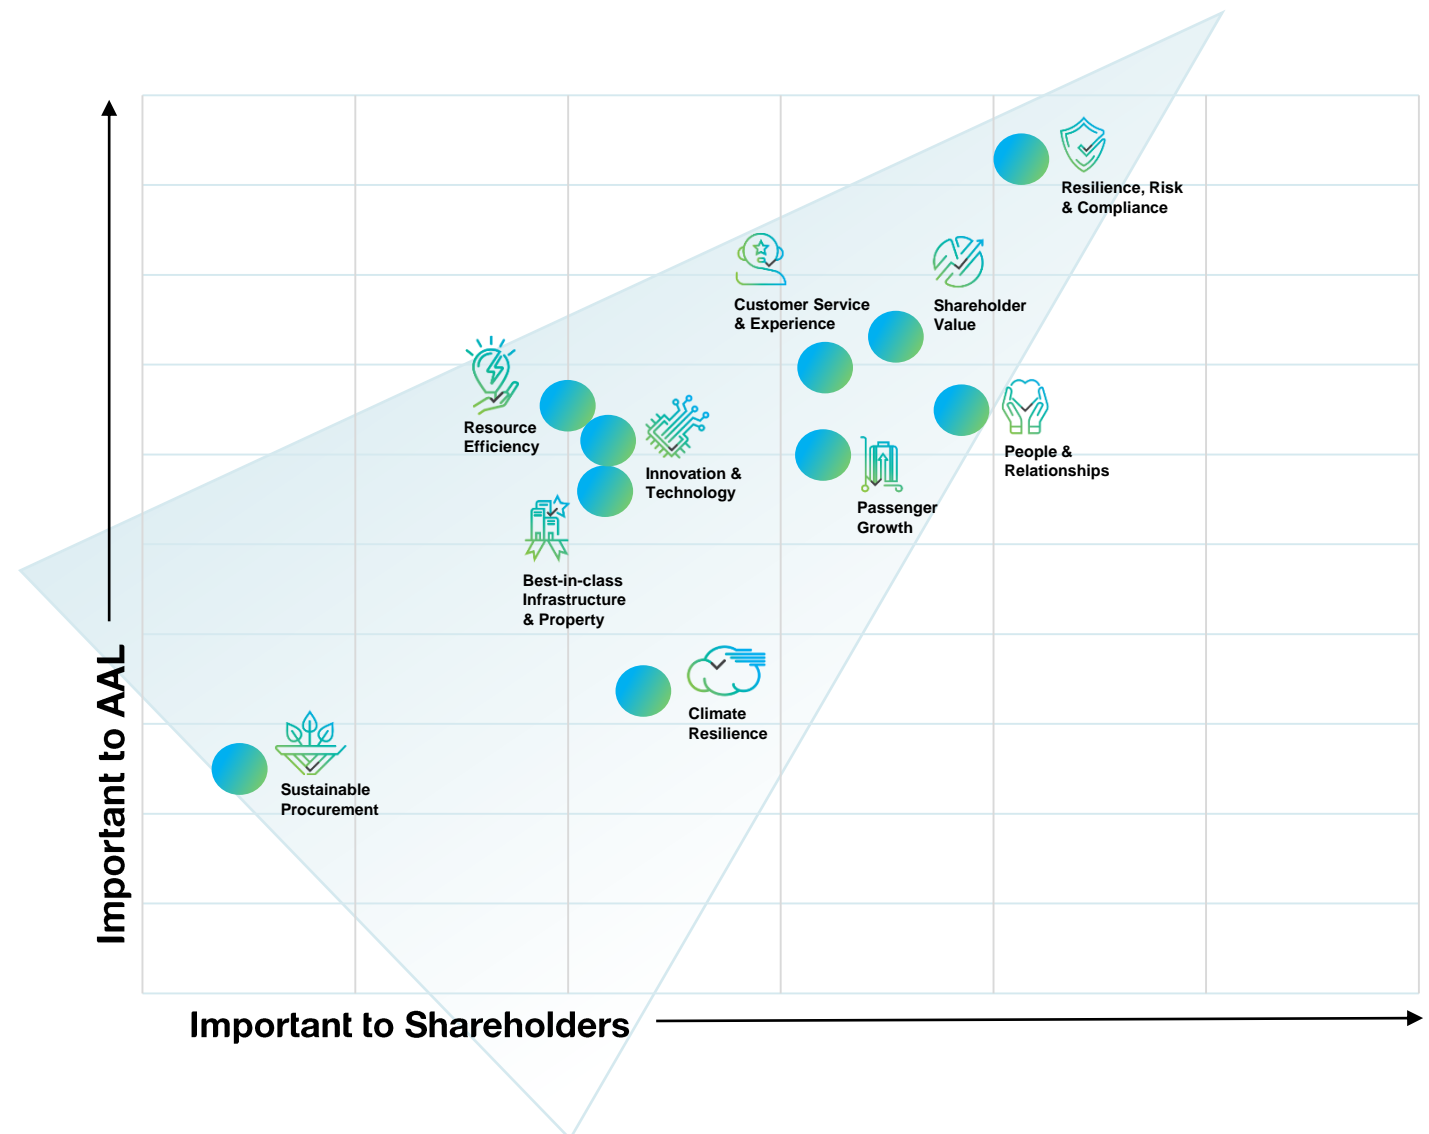 Resilience, Risk
& Compliance
Customer Service
& Experience
Shareholder
Value
Resource
Efficiency
Innovation &
Technology
People &
Relationships
Passenger
Growth
Best-in-class
Infrastructure
& Property
Climate
Resilience
Sustainable
Procurement
Important to AAL
Important to Shareholders